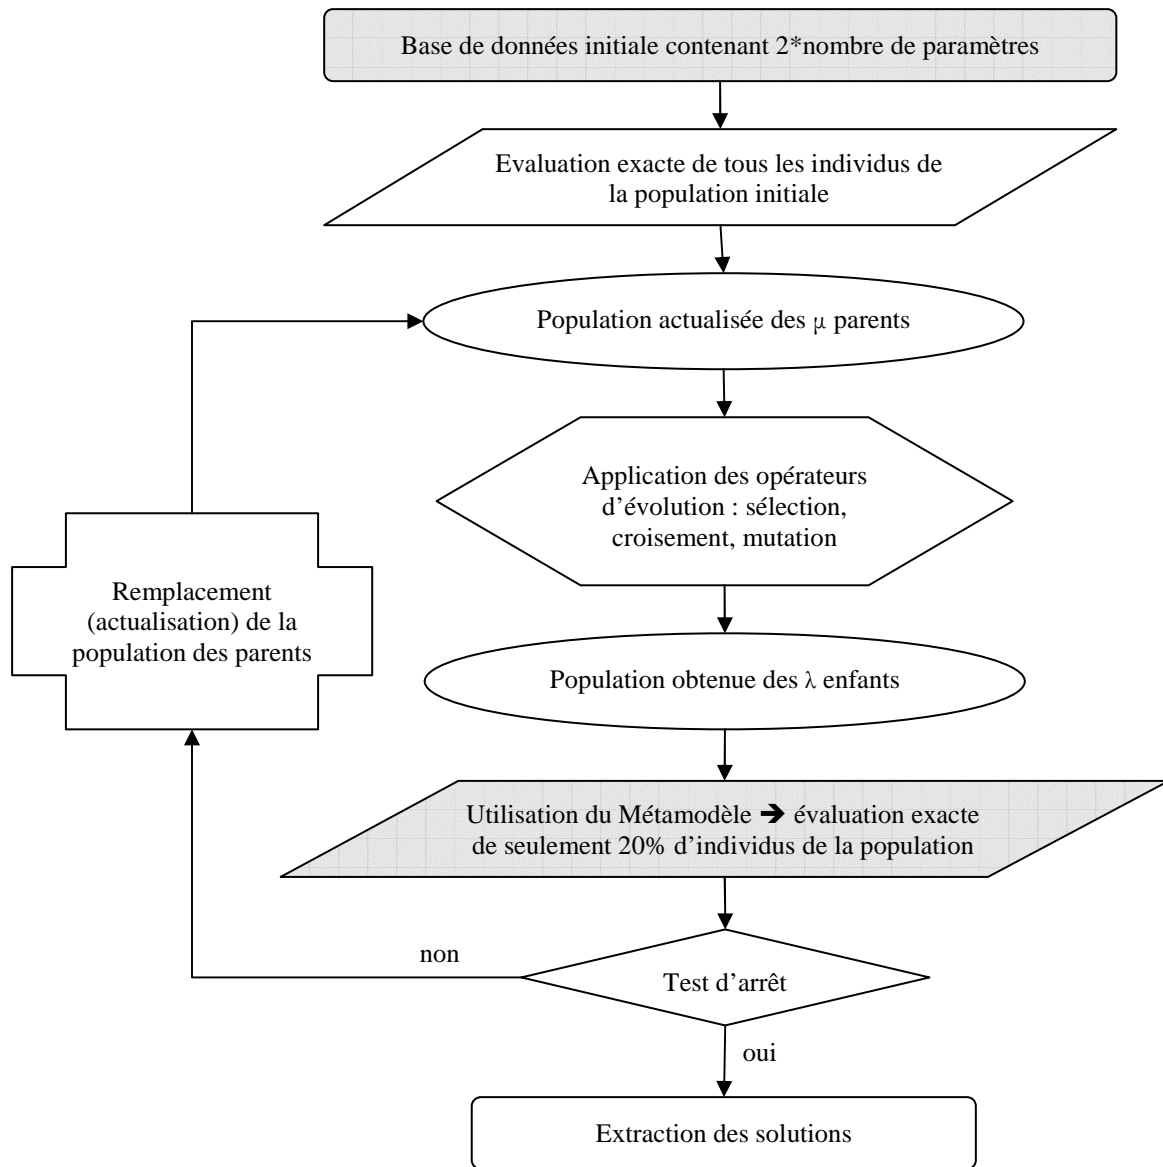 Base de données initiale contenant 2*nombre de paramètres
Evaluation exacte de tous les individus de
la population initiale
Population actualisée des μ parents
Application des opérateurs
d’évolution : sélection,
croisement, mutation
Remplacement
(actualisation) de la
population des parents
Population obtenue des λ enfants
Utilisation du Métamodèle ➔ évaluation exacte
de seulement 20% d’individus de la population
non
Test d’arrêt
oui
Extraction des solutions